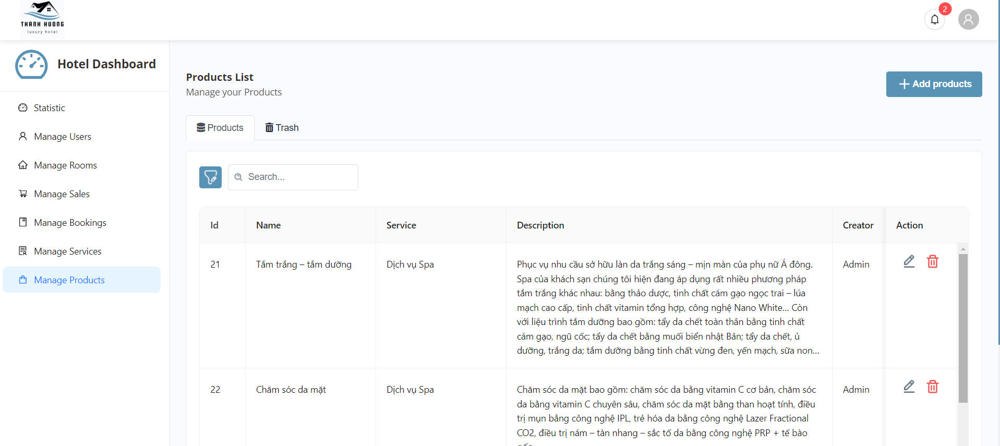 THANH HUONG
luxury hotel
2
Hotel Dashboard
Statistic
Manage Users
Manage Rooms
Manage Sales
Manage Bookings
Manage Services
Manage Products
Products List
Manage your Products
Add products
Products
Trash
Search...
Id
Name
Service
Description
Creator
Action
21
Tắm trắng – tắm dưỡng
Dịch vụ Spa
Phục vụ nhu cầu sở hữu làn da trắng sáng – mịn màn của phụ nữ Á đông.
Spa của khách sạn chúng tôi hiện đang áp dụng rất nhiều phương pháp
tắm trắng khác nhau: bằng thảo dược, tinh chất cám gạo ngọc trai – lúa
mạch cao cấp, tinh chất vitamin tổng hợp, công nghệ Nano White... Còn
với liệu trình tắm dưỡng bao gồm: tẩy da chết toàn thân bằng tinh chất
cám gạo, ngũ cốc; tẩy da chết bằng muối biển nhật Bản; tẩy da chết, ủ
dưỡng, trắng da; tắm dưỡng bằng tinh chất vừng đen, yến mạch, sữa non...
Admin
22
Chăm sóc da mặt
Dịch vụ Spa
Chăm sóc da mặt bao gồm: chăm sóc da bằng vitamin C cơ bản, chăm sóc
da bằng vitamin C chuyên sâu, chăm sóc da mặt bằng than hoạt tính, điều
trị mụn bằng công nghệ IPL, trẻ hóa da bằng công nghệ Lazer Fractional
CO2, điều trị nám – tàn nhang – sắc tố da bằng công nghệ PRP + tế bào
Admin